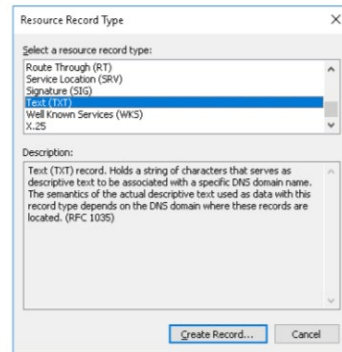 Resource Record Type
Select a resource record type:
Route Through (RT)
Service Location (SRV)
Signature (SIG)
Text (TXT)
Well Known Services (WKS)
X.25
Description:
Text (TXT) record. Holds a string of characters that serves as
descriptive text to be associated with a specific DNS domain name.
The semantics of the actual descriptive text used as data with this
record type depends on the DNS domain where these records are
located. (RFC 1035)
Create Record... Cancel